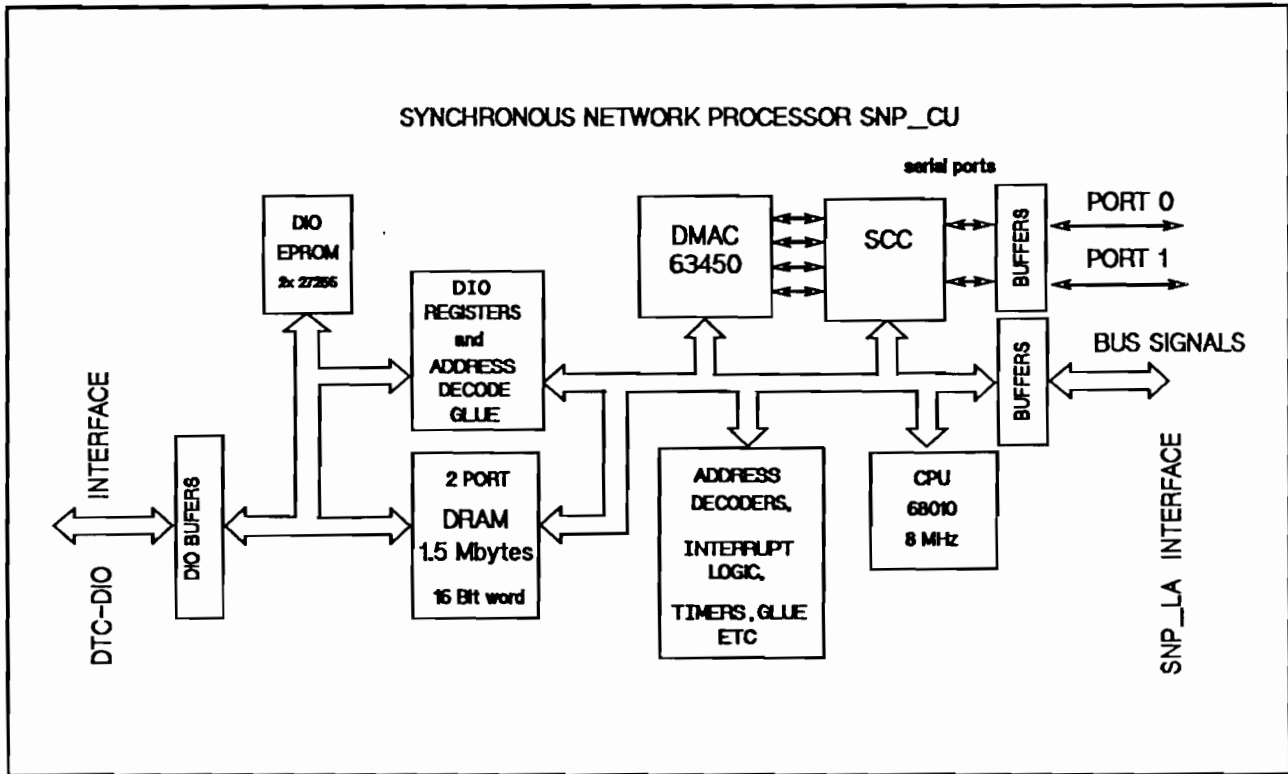 SYNCHRONOUS NETWORK PROCESSOR SNP_CU
serial ports
DIO
EPROM
2x 27256
DIO
REGISTERS
and
ADDRESS
DECODE
GLUE
DMAC
63450
SCC
BUFFERS
PORT 0
PORT 1
BUFFERS
BUS SIGNALS
DTC-DIO INTERFACE
DIO BUFERS
2 PORT
DRAM
1.5 Mbytes
16 Bit word
ADDRESS
DECODERS,
INTERRUPT
LOGIC,
TIMERS, GLUE
ETC
CPU
68010
8 MHz
SNP_LA INTERFACE